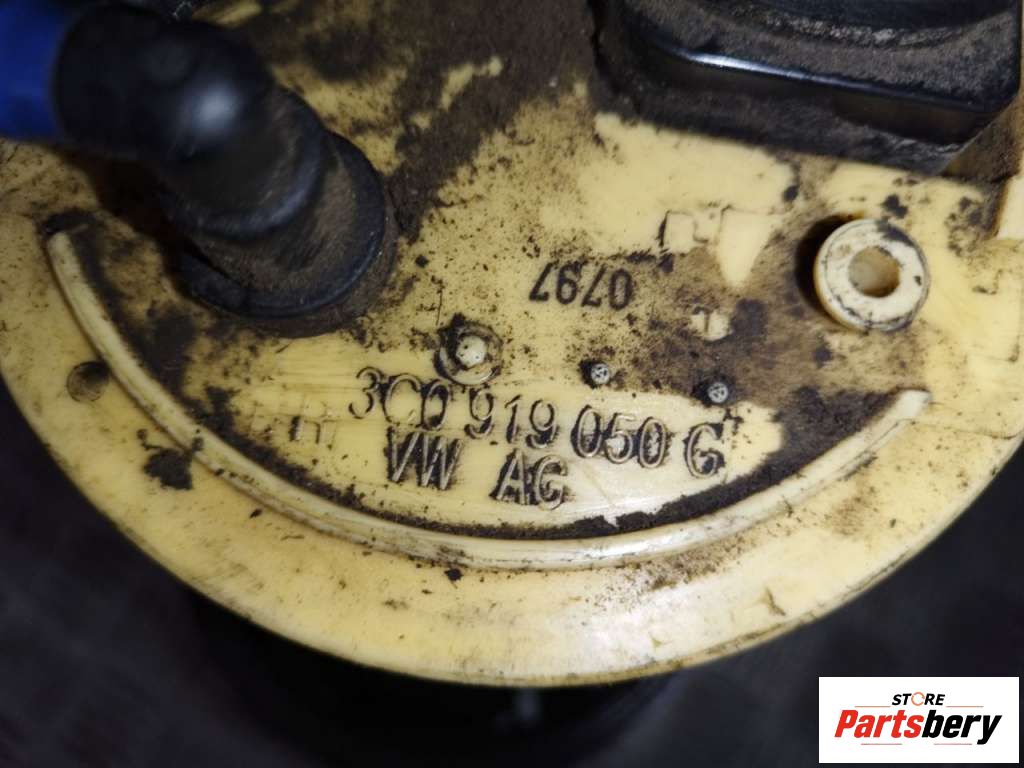 0797
3C0 919 050 G
VW AG
STORE
Partsbery